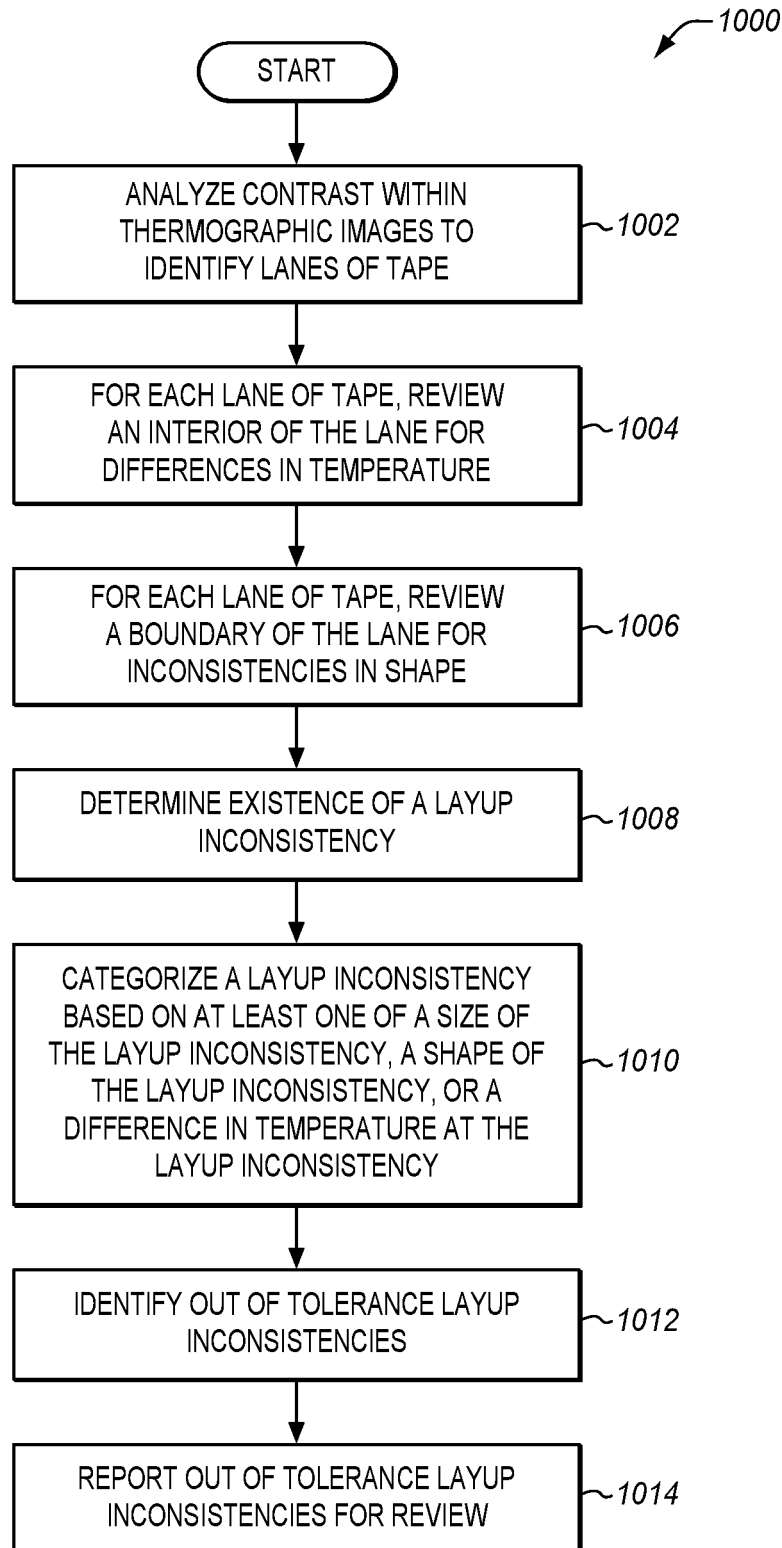 1000
START
ANALYZE CONTRAST WITHIN
THERMOGRAPHIC IMAGES TO
IDENTIFY LANES OF TAPE
1002
FOR EACH LANE OF TAPE, REVIEW
AN INTERIOR OF THE LANE FOR
DIFFERENCES IN TEMPERATURE
1004
FOR EACH LANE OF TAPE, REVIEW
A BOUNDARY OF THE LANE FOR
INCONSISTENCIES IN SHAPE
1006
DETERMINE EXISTENCE OF A LAYUP
INCONSISTENCY
1008
CATEGORIZE A LAYUP INCONSISTENCY
BASED ON AT LEAST ONE OF A SIZE OF
THE LAYUP INCONSISTENCY, A SHAPE OF
THE LAYUP INCONSISTENCY, OR A
DIFFERENCE IN TEMPERATURE AT THE
LAYUP INCONSISTENCY
1010
IDENTIFY OUT OF TOLERANCE LAYUP
INCONSISTENCIES
1012
REPORT OUT OF TOLERANCE LAYUP
INCONSISTENCIES FOR REVIEW
1014